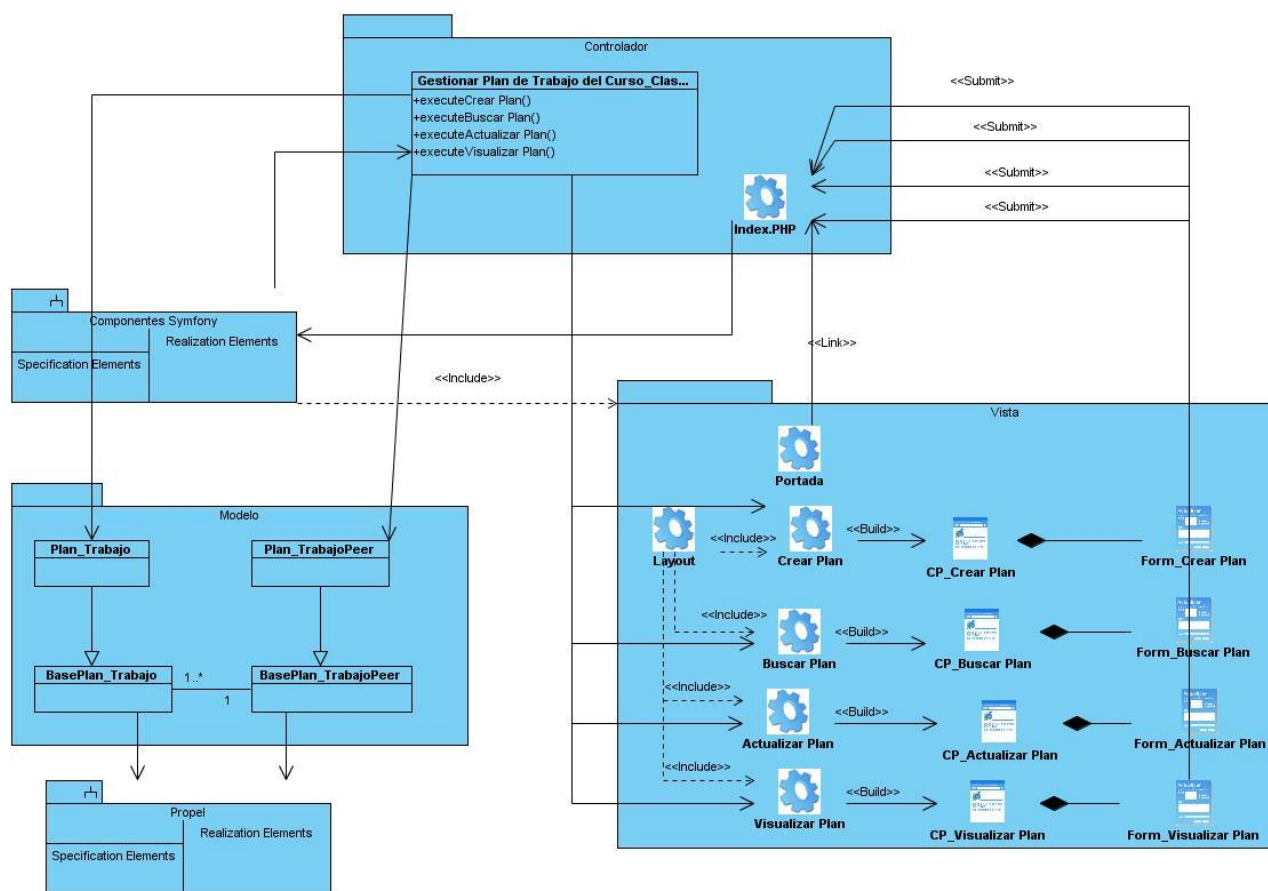 Controlador
Gestionar Plan de Trabajo del Curso_Clas...
+executeCrear Plan()
+executeBuscar Plan()
+executeActualizar Plan()
+executeVisualizar Plan()
Index.PHP
<<Submit>>
<<Submit>>
<<Submit>>
<<Submit>>
Componentes Symfony
Specification Elements
Realization Elements
<<Include>>
<<Link>>
Vista
Portada
Layout
<<Include>>
Crear Plan
<<Build>>
CP_Crear Plan
Form_Crear Plan
<<Include>>
Buscar Plan
<<Build>>
CP_Buscar Plan
Form_Buscar Plan
<<Include>>
Actualizar Plan
<<Build>>
CP_Actualizar Plan
Form_Actualizar Plan
<<Include>>
Visualizar Plan
<<Build>>
CP_Visualizar Plan
Form_Visualizar Plan
Modelo
Plan_Trabajo
Plan_TrabajoPeer
BasePlan_Trabajo
1..*
1
BasePlan_TrabajoPeer
Propel
Specification Elements
Realization Elements